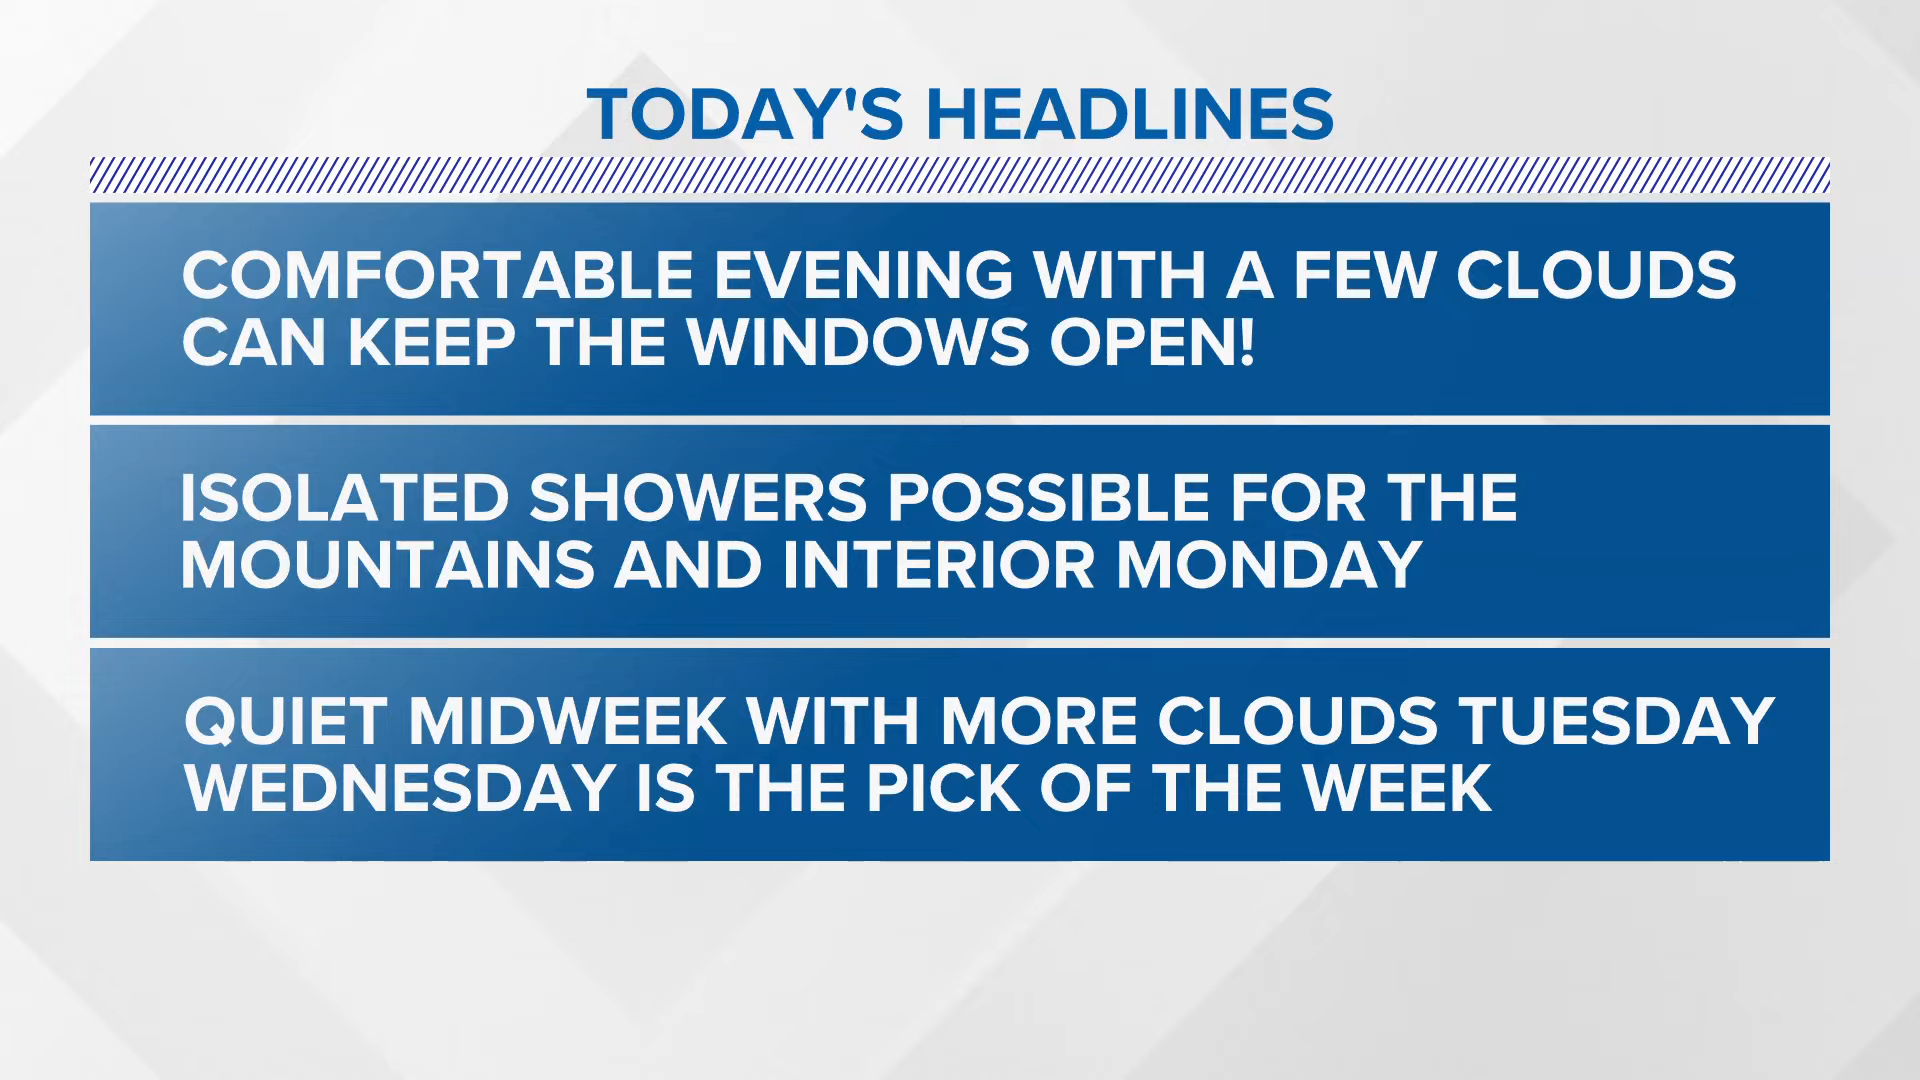 TODAY'S HEADLINES
COMFORTABLE EVENING WITH A FEW CLOUDS
CAN KEEP THE WINDOWS OPEN!
ISOLATED SHOWERS POSSIBLE FOR THE
MOUNTAINS AND INTERIOR MONDAY
QUIET MIDWEEK WITH MORE CLOUDS TUESDAY
WEDNESDAY IS THE PICK OF THE WEEK